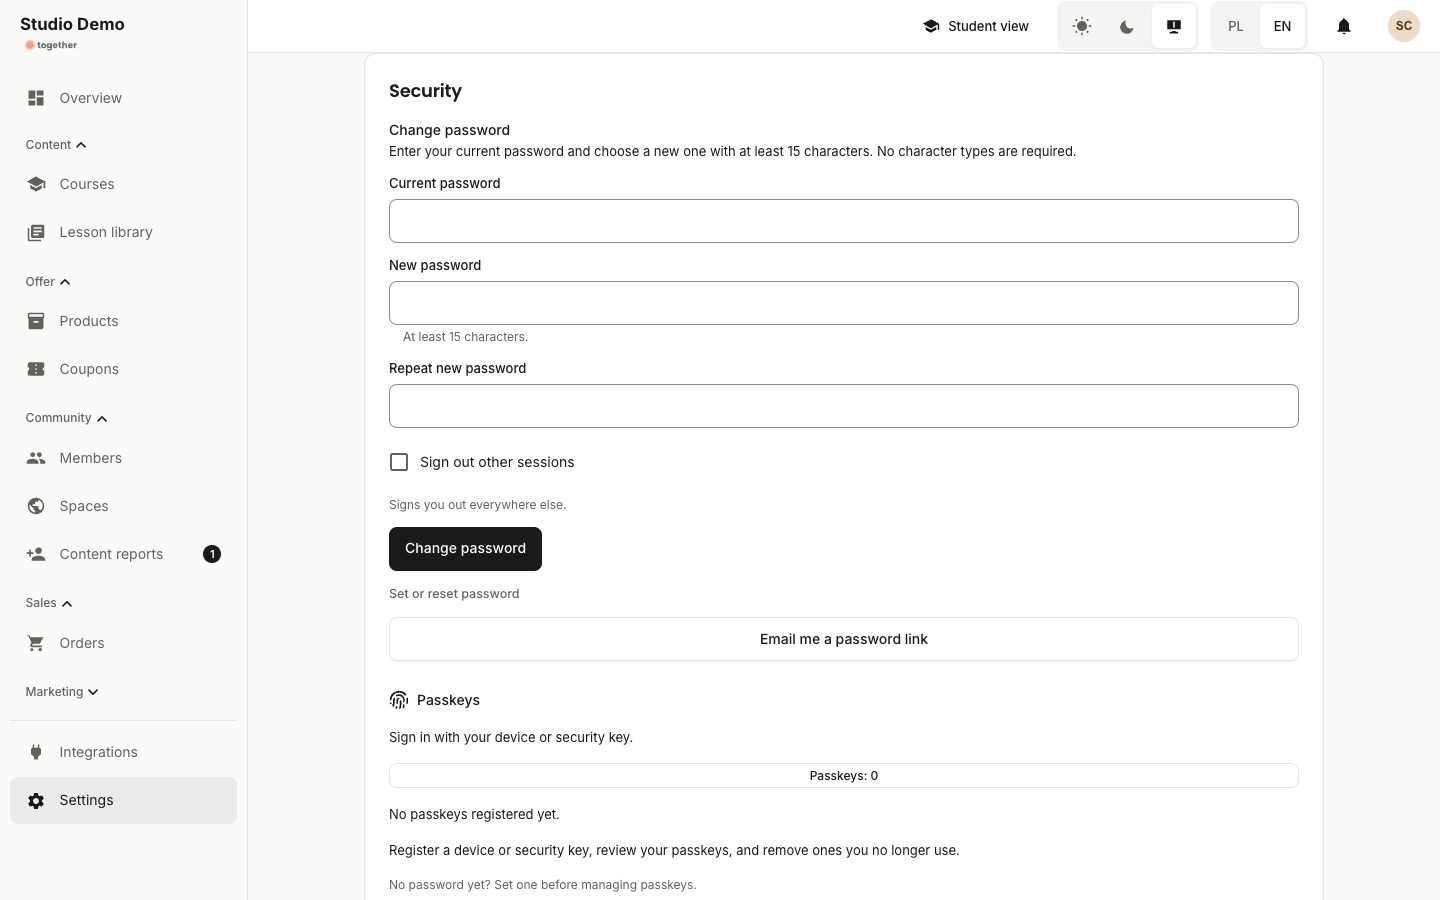 Studio Demo
together
Student view
PL
EN
SC
Overview
Content
Courses
Lesson library
Offer
Products
Coupons
Community
Members
Spaces
Content reports
1
Sales
Orders
Marketing
Integrations
Settings
Security
Change password
Enter your current password and choose a new one with at least 15 characters. No character types are required.
Current password
New password
At least 15 characters.
Repeat new password
Sign out other sessions
Signs you out everywhere else.
Change password
Set or reset password
Email me a password link
Passkeys
Sign in with your device or security key.
Passkeys: 0
No passkeys registered yet.
Register a device or security key, review your passkeys, and remove ones you no longer use.
No password yet? Set one before managing passkeys.